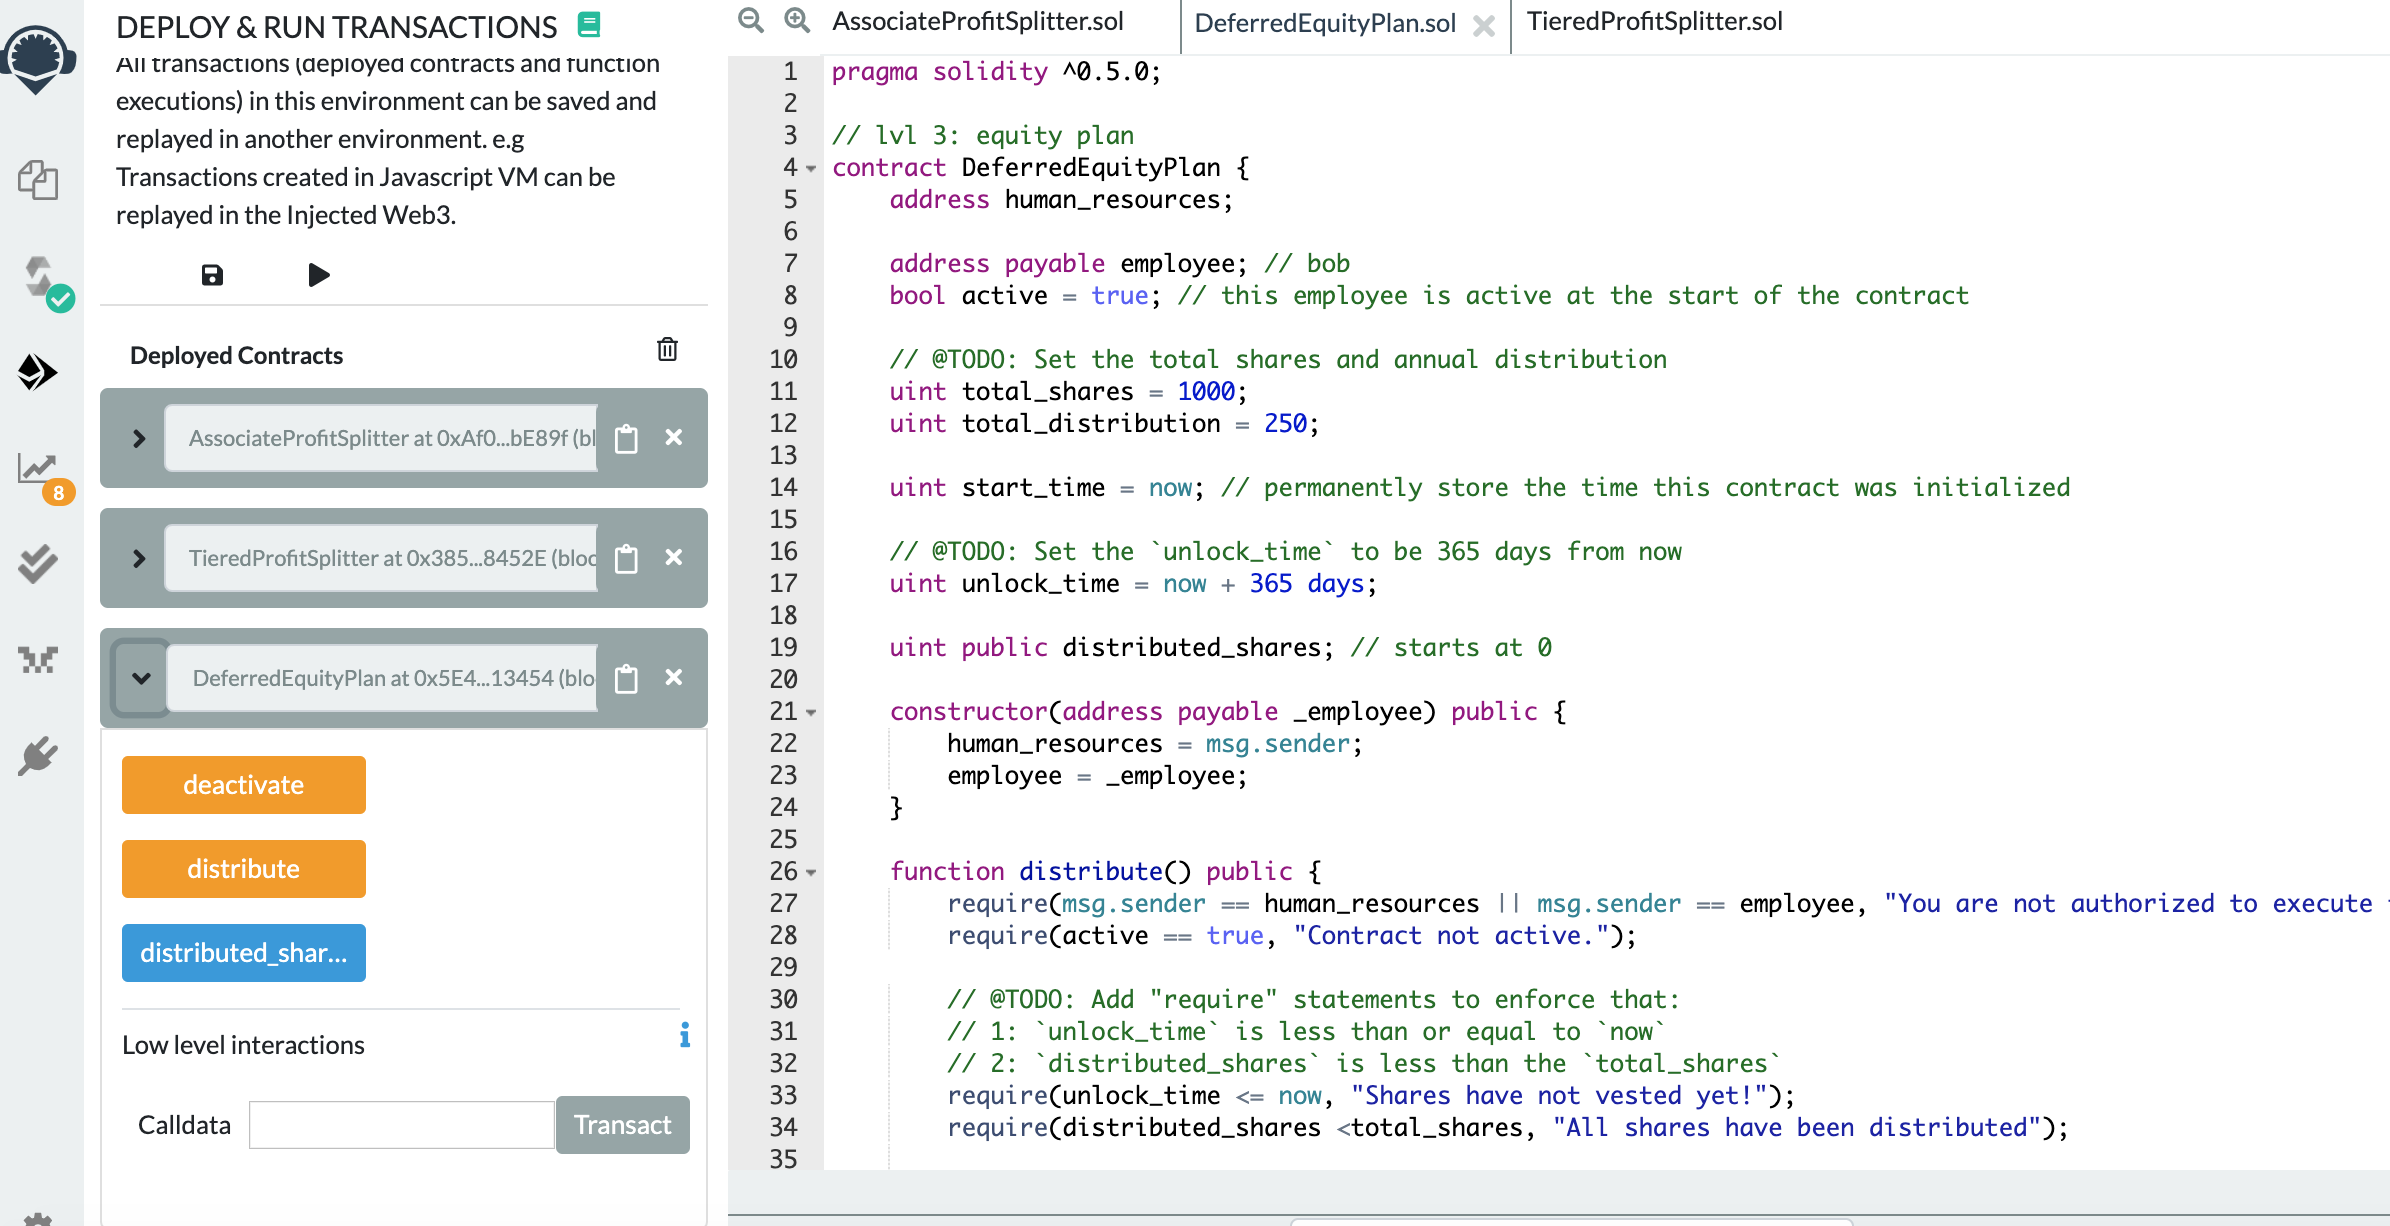 DEPLOY & RUN TRANSACTIONS
All transactions (deployed contracts and function
executions) in this environment can be saved and
replayed in another environment. e.g
Transactions created in Javascript VM can be
replayed in the Injected Web3.
Deployed Contracts
AssociateProfitSplitter at 0xAf0...bE89f (bl
TieredProfitSplitter at 0x385...8452E (bloc
DeferredEquityPlan at 0x5E4...13454 (blo
deactivate
distribute
distributed_shar...
Low level interactions
Calldata
Transact
8
AssociateProfitSplitter.sol
DeferredEquityPlan.sol
TieredProfitSplitter.sol
1 pragma solidity ^0.5.0;
2
3 // lvl 3: equity plan
4 contract DeferredEquityPlan {
5 address human_resources;
6
7 address payable employee; // bob
8 bool active = true; // this employee is active at the start of the contract
9
10 // @TODO: Set the total shares and annual distribution
11 uint total_shares = 1000;
12 uint total_distribution = 250;
13
14 uint start_time = now; // permanently store the time this contract was initialized
15
16 // @TODO: Set the `unlock_time` to be 365 days from now
17 uint unlock_time = now + 365 days;
18
19 uint public distributed_shares; // starts at 0
20
21 constructor(address payable _employee) public {
22 human_resources = msg.sender;
23 employee = _employee;
24 }
25
26 function distribute() public {
27 require(msg.sender == human_resources || msg.sender == employee, "You are not authorized to execute
28 require(active == true, "Contract not active.");
29
30 // @TODO: Add "require" statements to enforce that:
31 // 1: `unlock_time` is less than or equal to `now`
32 // 2: `distributed_shares` is less than the `total_shares`
33 require(unlock_time <= now, "Shares have not vested yet!");
34 require(distributed_shares <total_shares, "All shares have been distributed");
35